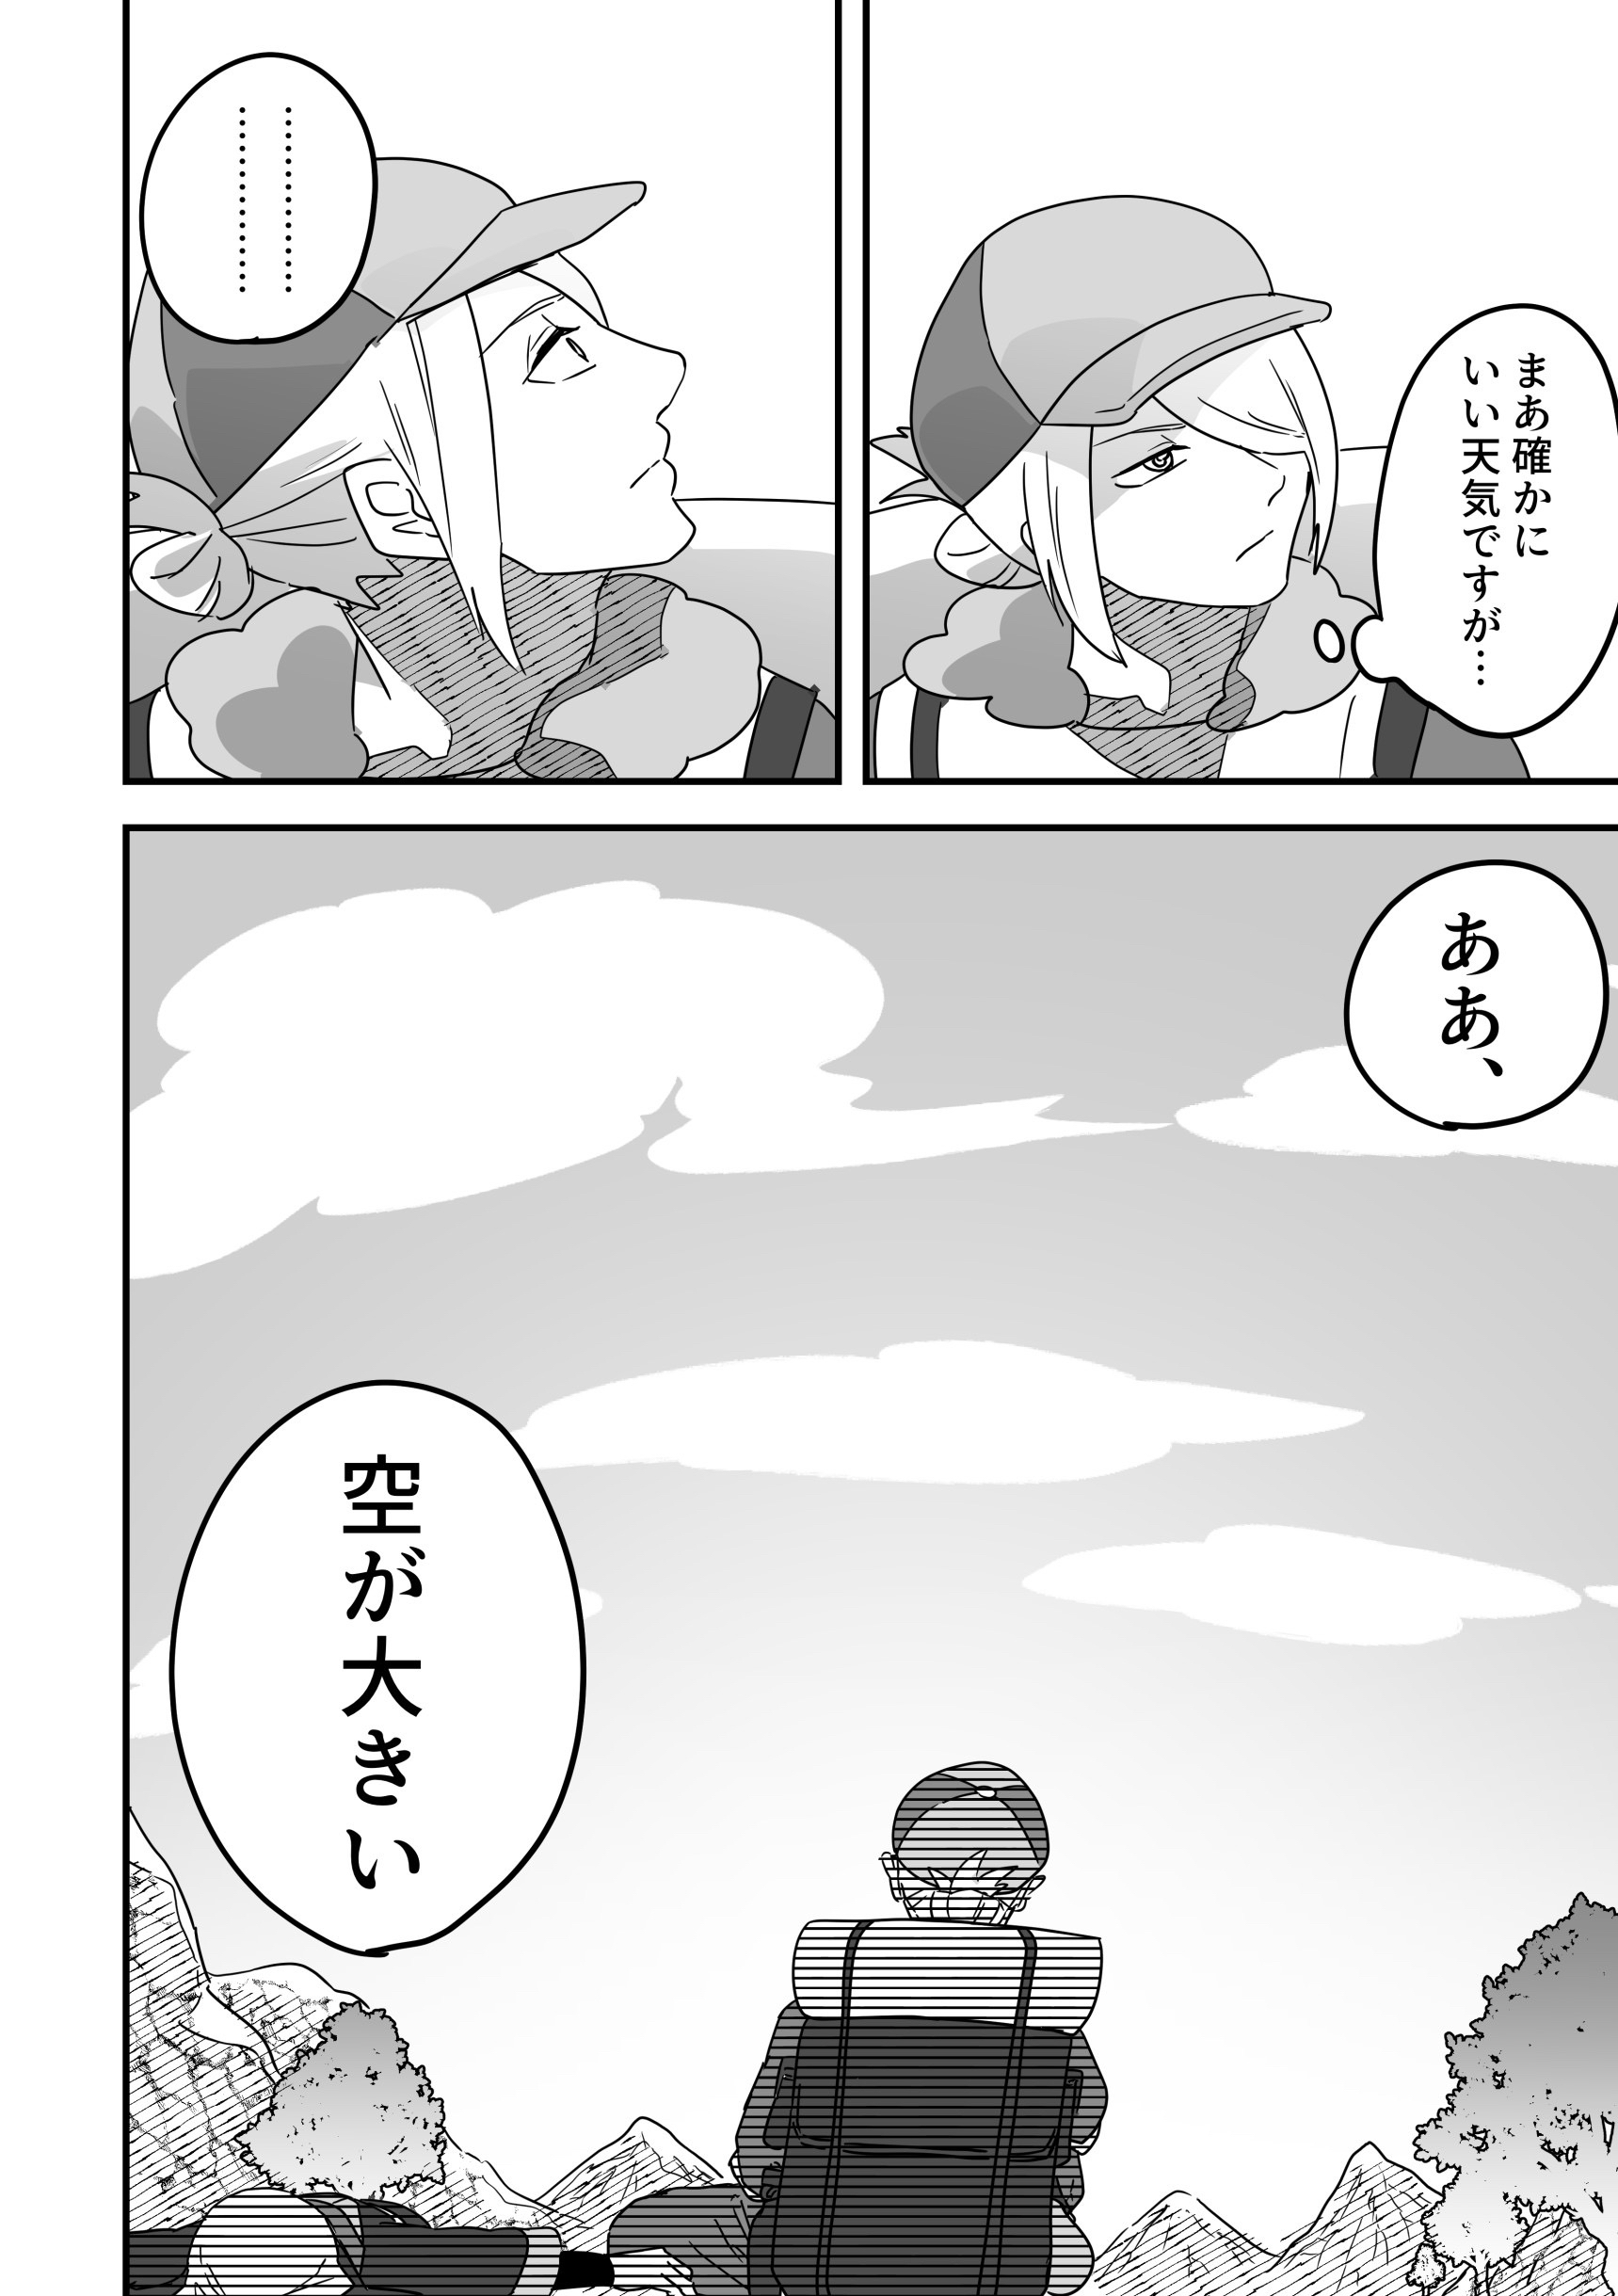 まあ確かに
いい天気ですが…
……………
……………
ああ、
空が大きい